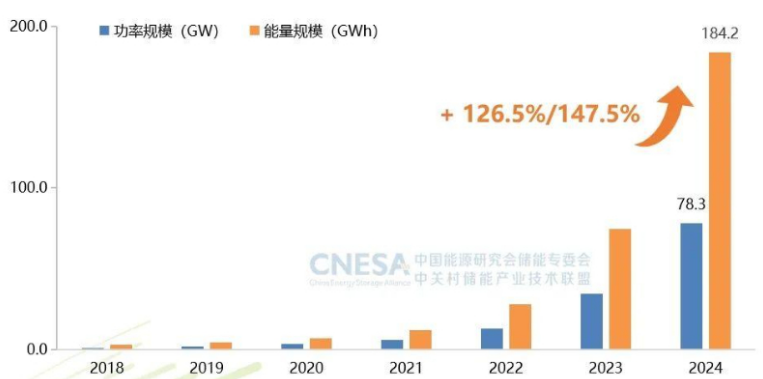 200.0
功率规模（GW）
能量规模（GWh）
184.2
+ 126.5%/147.5%
100.0
78.3
CNESA 中国能源研究会储能专委会
China Energy Storage Alliance 中关村储能产业技术联盟
0.0
2018 2019 2020 2021 2022 2023 2024